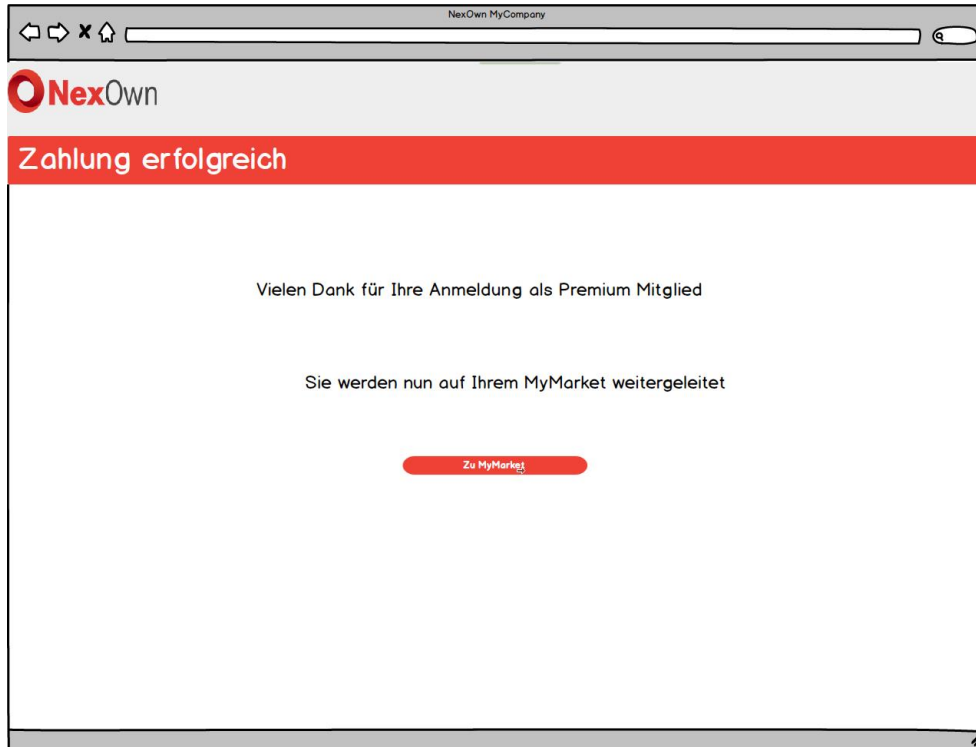 NexOwn MyCompany
NexOwn
Zahlung erfolgreich
Vielen Dank für Ihre Anmeldung als Premium Mitglied
Sie werden nun auf Ihrem MyMarket weitergeleitet
Zu MyMarket